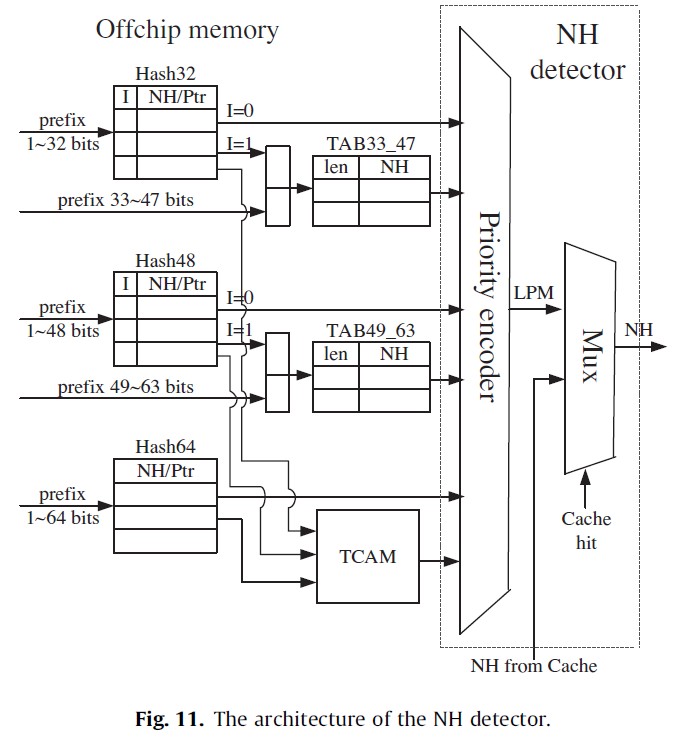 Offchip memory
NH
detector
Hash32
I NH/Ptr
I=0
prefix
1~32 bits
I=1
TAB33_47
len NH
prefix 33~47 bits
Hash48
I NH/Ptr
I=0
prefix
1~48 bits
I=1
TAB49_63
len NH
prefix 49~63 bits
Hash64
NH/Ptr
prefix
1~64 bits
TCAM
Priority encoder
LPM
Mux
NH
Cache
hit
NH from Cache
Fig. 11. The architecture of the NH detector.